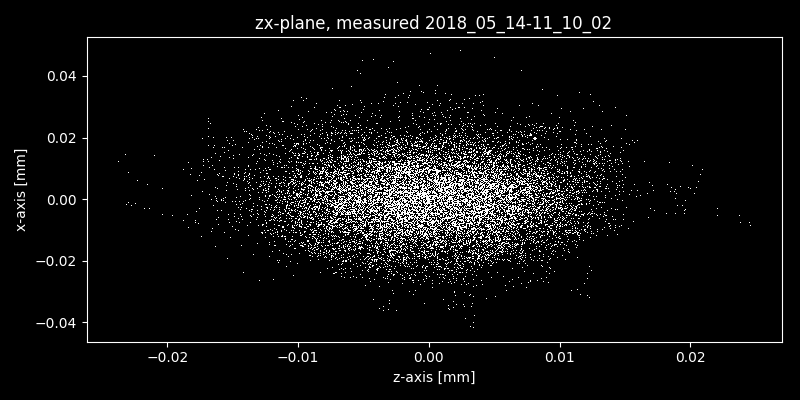 zx-plane, measured 2018_05_14-11_10_02
0.04
0.02
0.00
−0.02
−0.04
x-axis [mm]
−0.02 −0.01 0.00 0.01 0.02
z-axis [mm]